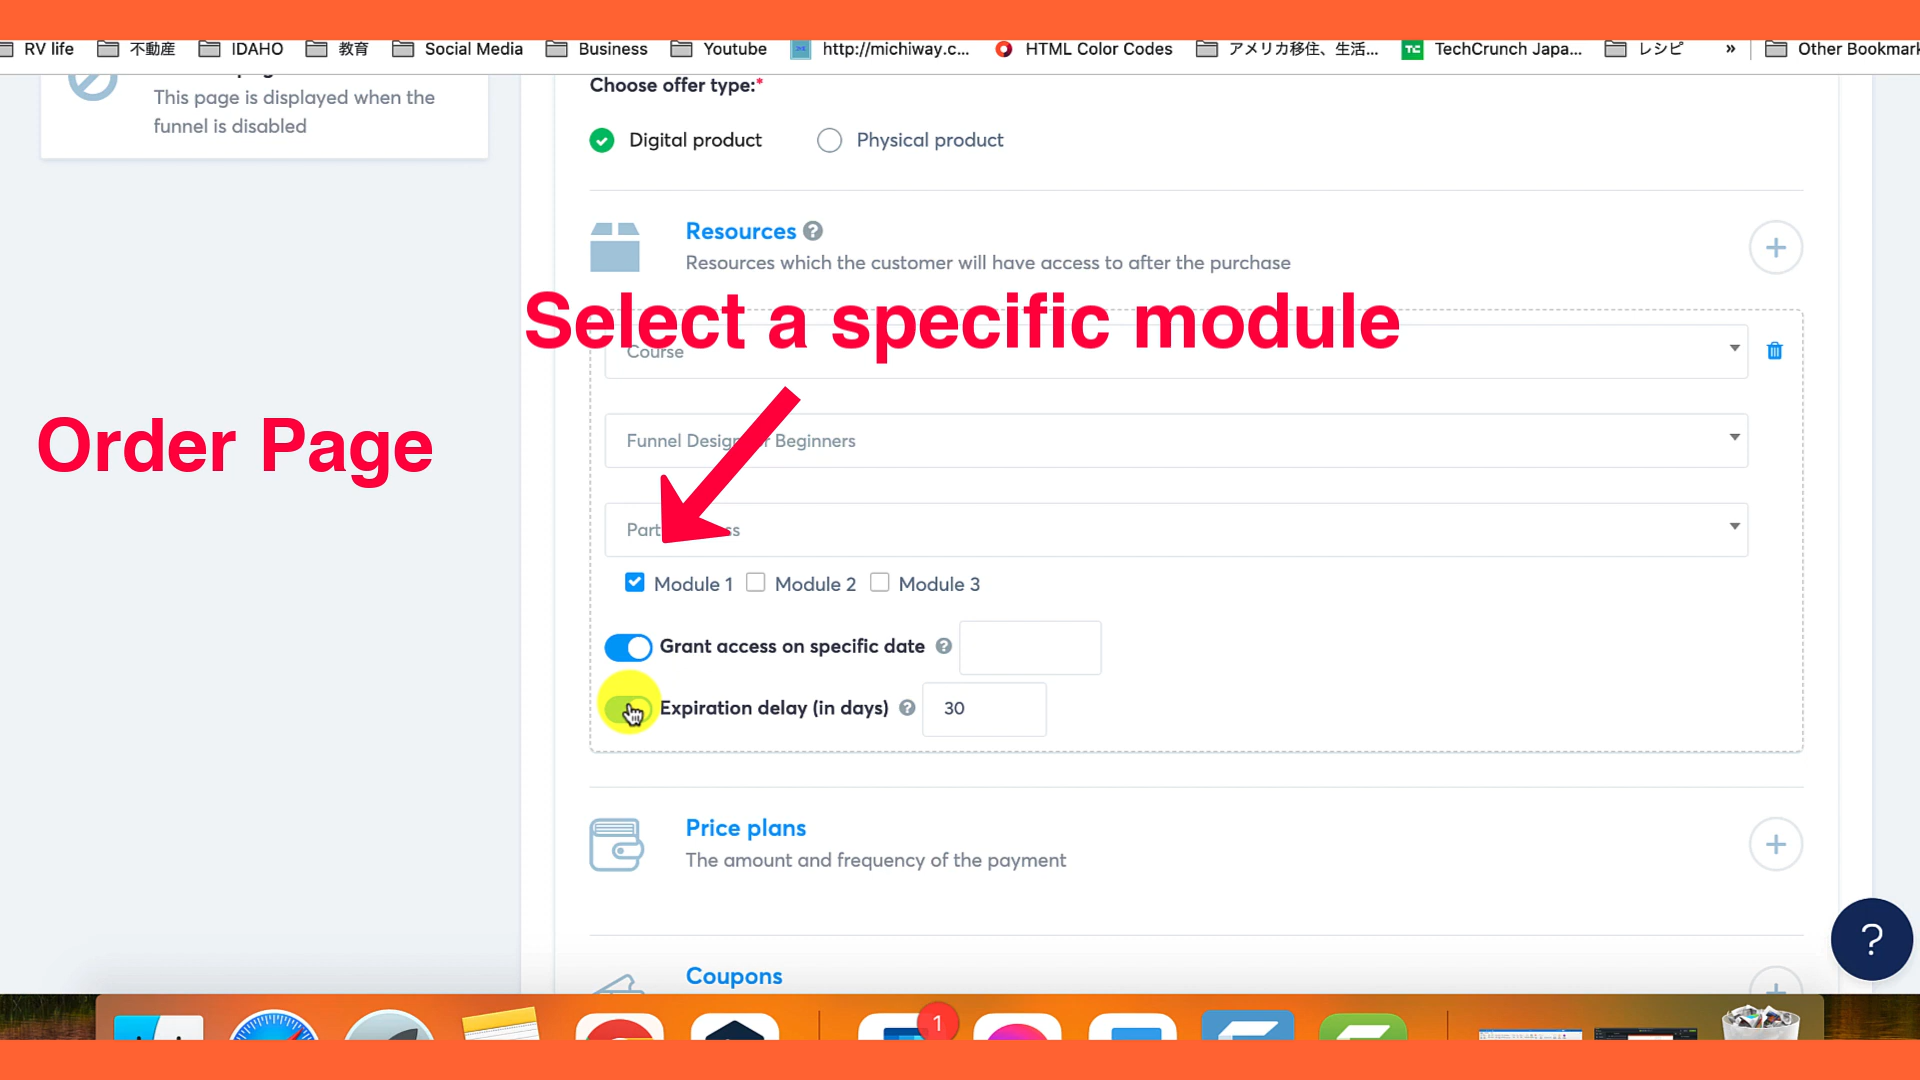 RV life 不動産 IDAHO 教育 Social Media Business Youtube http://michiway.c... HTML Color Codes アメリカ移住、生活... TechCrunch Japa... レシピ » Other Bookmark
This page is displayed when the
funnel is disabled
Choose offer type:*
Digital product Physical product
Resources
Resources which the customer will have access to after the purchase
Select a specific module
Course
Order Page
Funnel Design Beginners
Part ss
Module 1 Module 2 Module 3
Grant access on specific date
Expiration delay (in days) 30
Price plans
The amount and frequency of the payment
Coupons
?
1